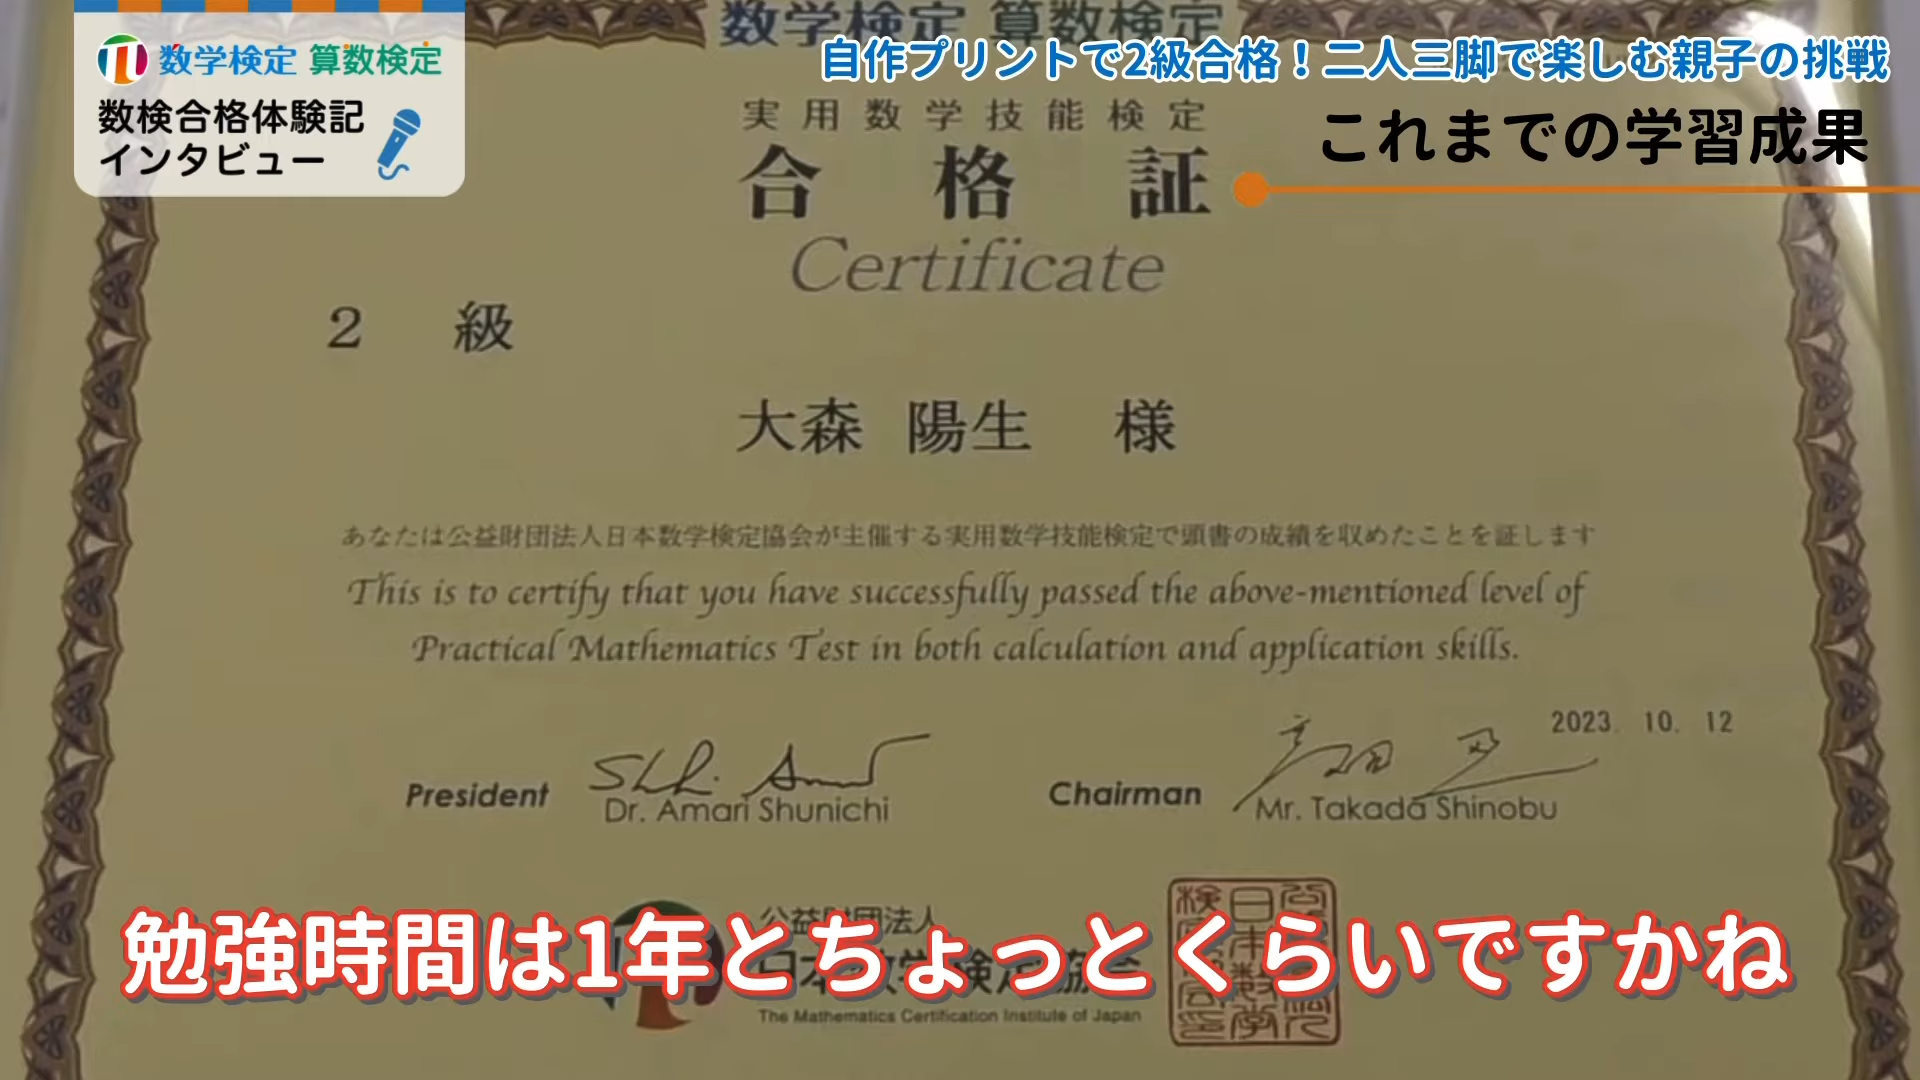 数学検定 算数検定
数学検定 算数検定
数検合格体験記
インタビュー
自作プリントで2級合格！二人三脚で楽しむ親子の挑戦
これまでの学習成果
実用数学技能検定
合格証
Certificate
2 級
大森 陽生 様
あなたは公益財団法人日本数学検定協会が主催する実用数学技能検定で頭書の成績を収めたことを証します
This is to certify that you have successfully passed the above-mentioned level of
Practical Mathematics Test in both calculation and application skills.
2023. 10. 12
President
Dr. Amari Shunichi
Chairman
Mr. Takada Shinobu
公益財団法人
日本数学検定協会
The Mathematics Certification Institute of Japan
勉強時間は1年とちょっとくらいですかね